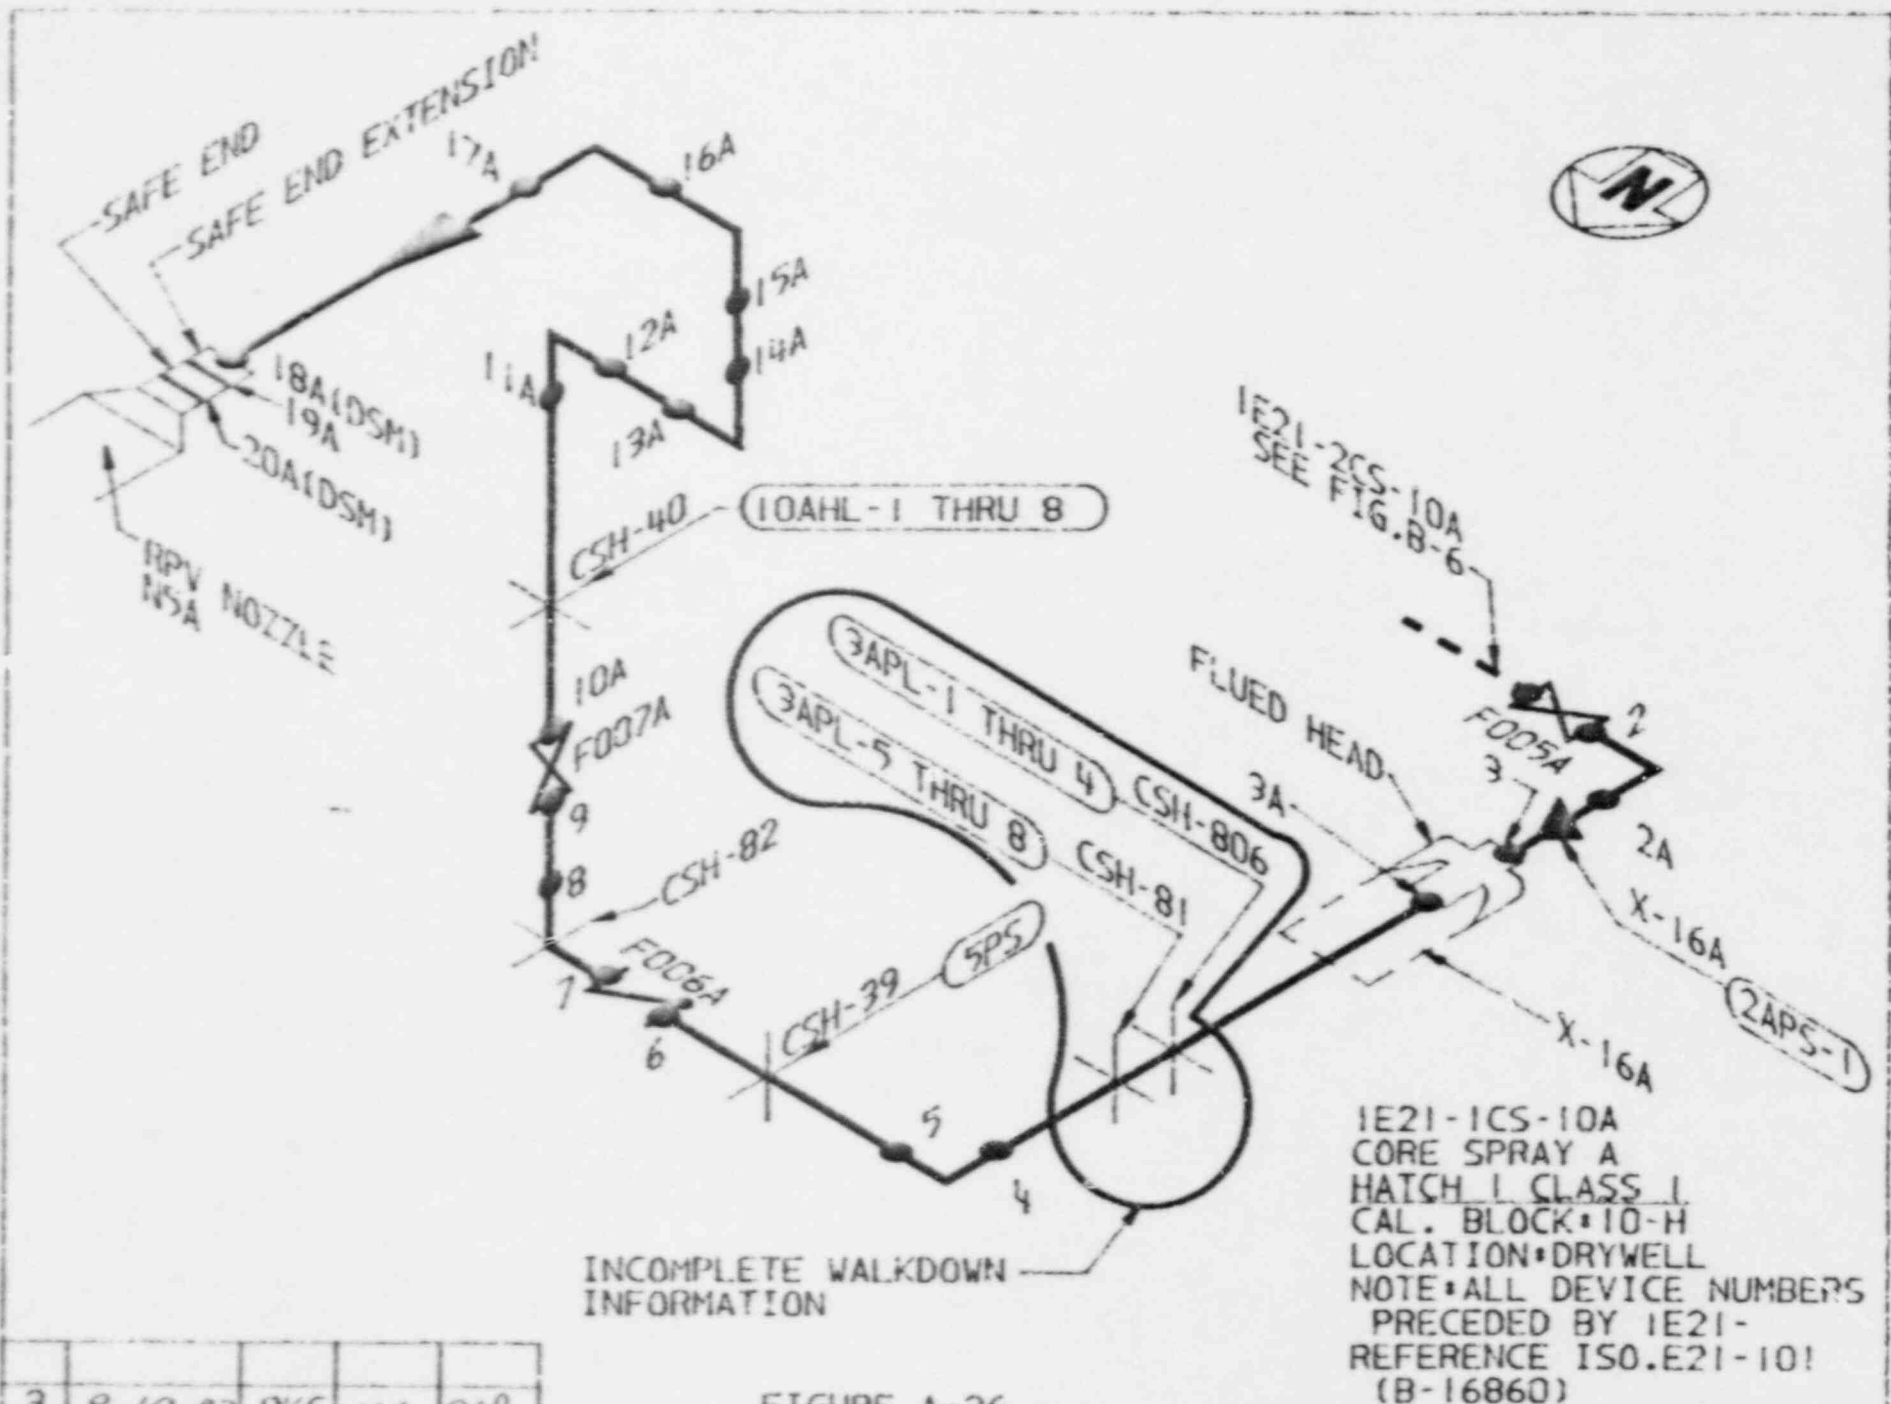 SAFE END
SAFE END EXTENSION
17A
16A
N
15A
14A
12A
11A
13A
18A(DSM)
19A
20A(DSM)
RPV NOZZLE
N5A
CSH-40
10AHL-1 THRU 8
1E21-2CS-10A
SEE FIG.B-6
10A
F007A
9
8
3APL-1 THRU 4
3APL-5 THRU 8
CSH-806
CSH-81
FLUED HEAD
3A
3
F005A
2
2A
X-16A
2APS-1
X-16A
CSH-82
F006A
7
6
CSH-39
5PS
5
4
INCOMPLETE WALKDOWN
INFORMATION
1E21-1CS-10A
CORE SPRAY A
HATCH 1 CLASS 1
CAL. BLOCK:10-H
LOCATION:DRYWELL
NOTE:ALL DEVICE NUMBERS
PRECEDED BY 1E21-
REFERENCE ISO.E21-101
(B-16860)
FIGURE A-26